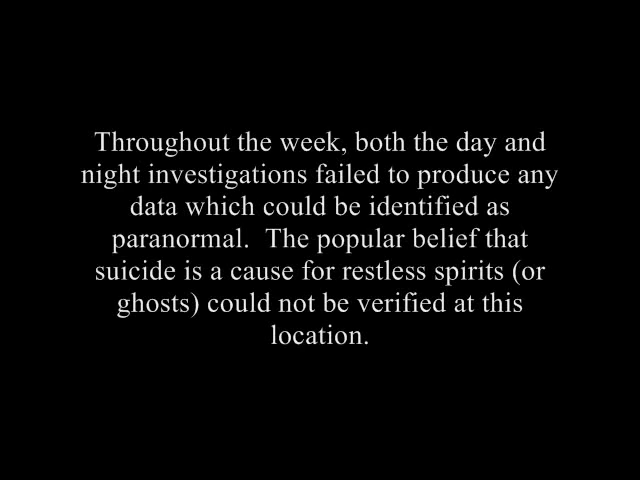 Throughout the week, both the day and
night investigations failed to produce any
data which could be identified as
paranormal.  The popular belief that
suicide is a cause for restless spirits (or
ghosts) could not be verified at this
location.